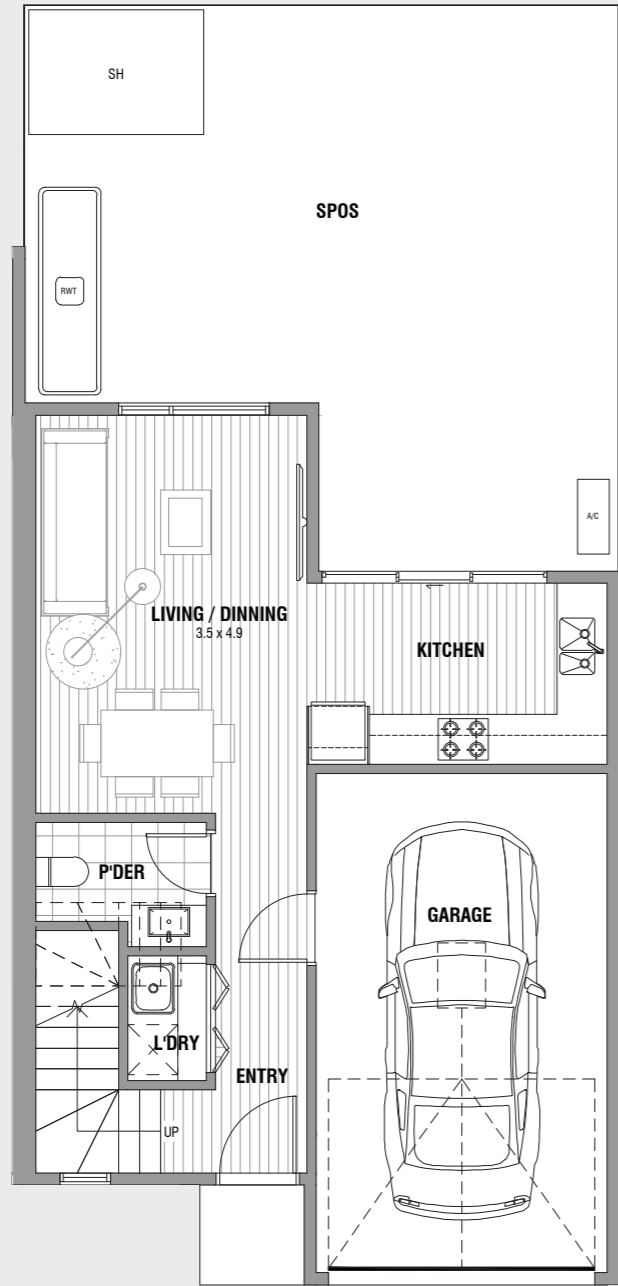 SH
SPOS
RWT
A/C
LIVING / DINNING
3.5 x 4.9
KITCHEN
P'DER
GARAGE
L'DRY
ENTRY
UP